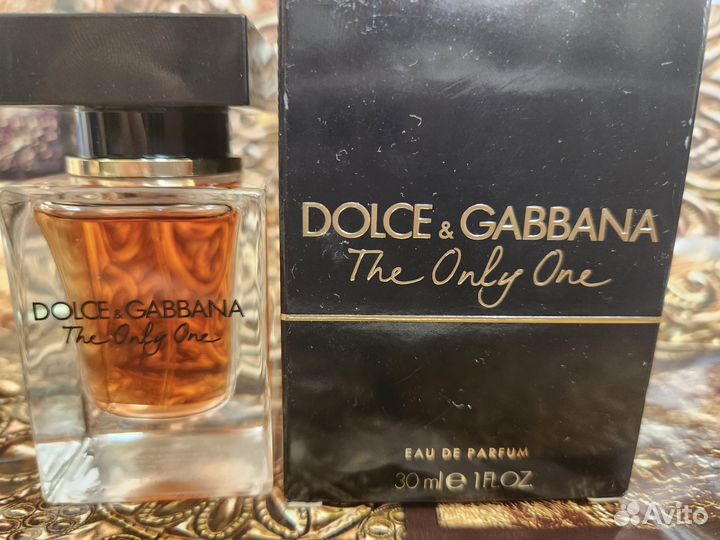 DOLCE & GABBANA
The Only One
DOLCE & GABBANA
The Only One
EAU DE PARFUM
30 ml e 1 FL.OZ.
Avito